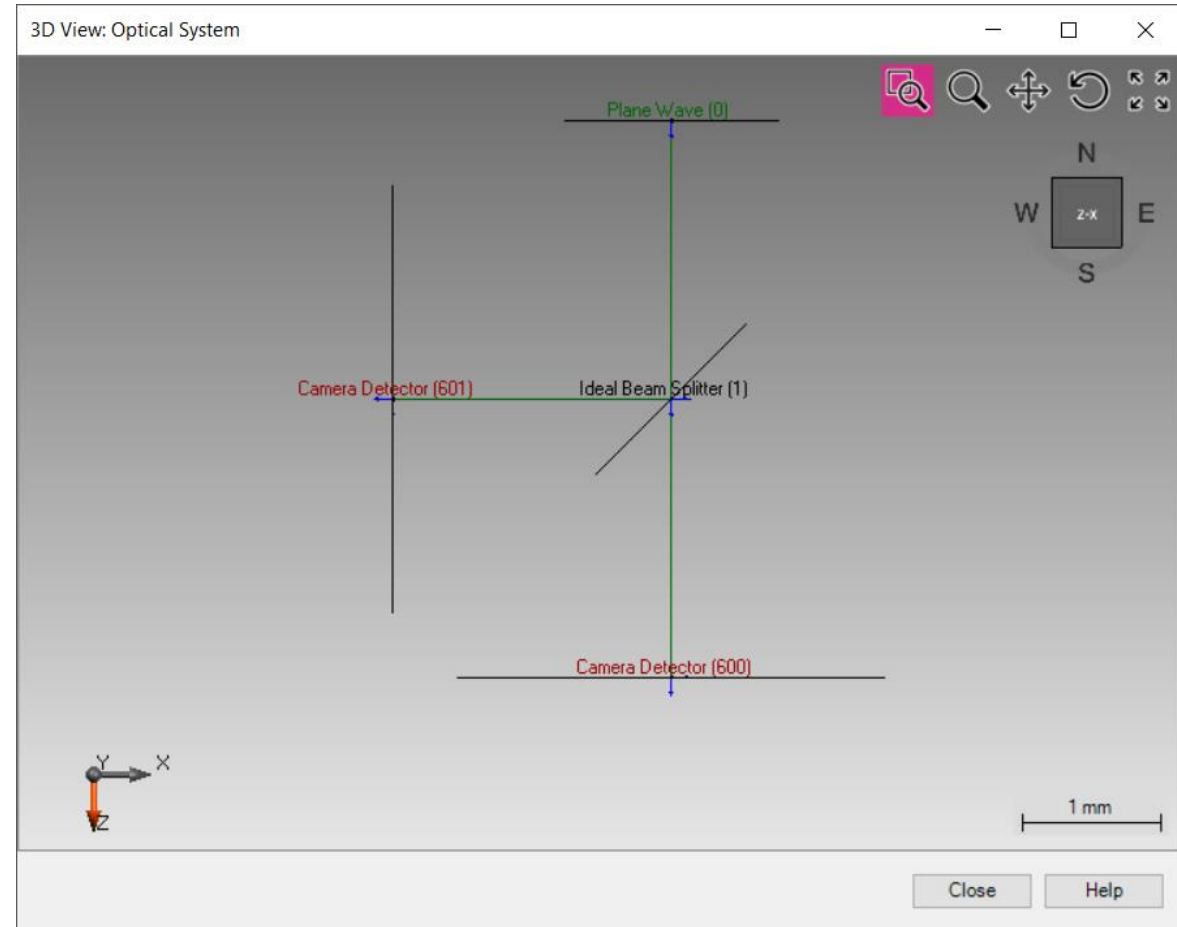 3D View: Optical System
Plane Wave (0)
N
W
z-x
E
S
Camera Detector (601)
Ideal Beam Splitter (1)
Camera Detector (600)
Y
X
Z
1 mm
Close
Help